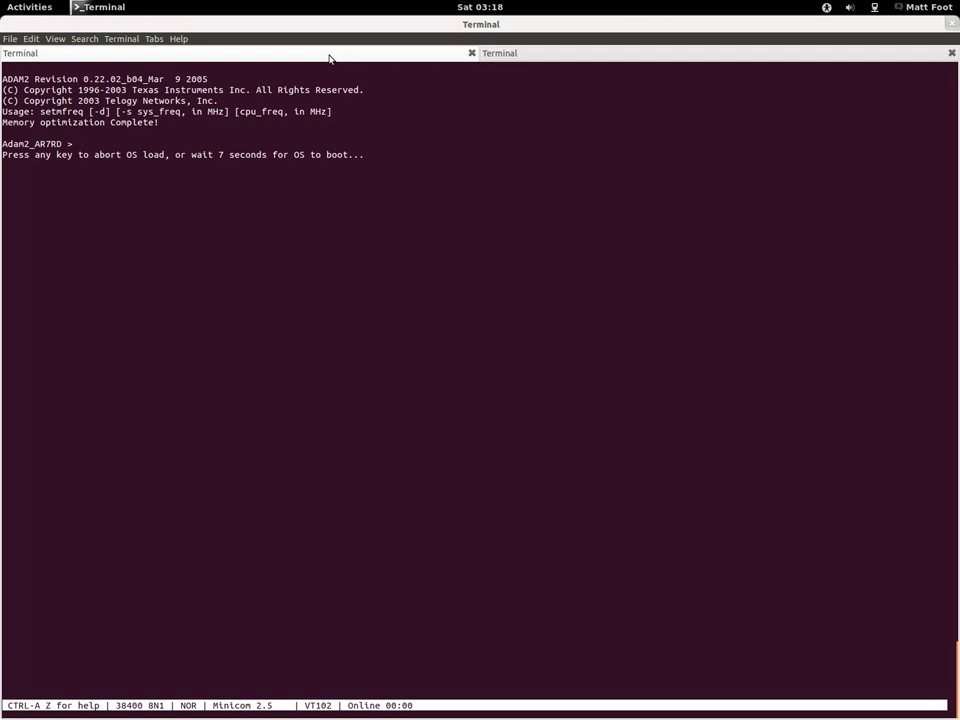 Activities
>_Terminal
Sat 03:18
Matt Foot
Terminal
File Edit View Search Terminal Tabs Help
Terminal
Terminal
ADAM2 Revision 0.22.02_b04_Mar  9 2005
(C) Copyright 1996-2003 Texas Instruments Inc. All Rights Reserved.
(C) Copyright 2003 Telogy Networks, Inc.
Usage: setmfreq [-d] [-s sys_freq, in MHz] [cpu_freq, in MHz]
Memory optimization Complete!
Adam2_AR7RD >
Press any key to abort OS load, or wait 7 seconds for OS to boot...
CTRL-A Z for help | 38400 8N1 | NOR | Minicom 2.5    | VT102 | Online 00:00